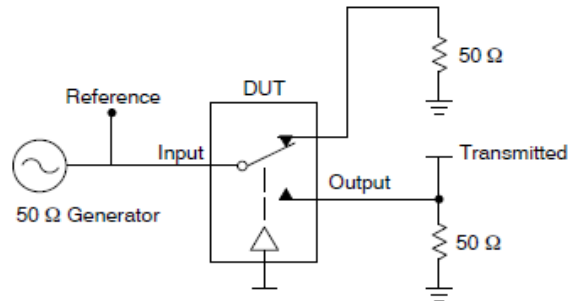 50 Ω
DUT
Reference
Input
Transmitted
Output
50 Ω Generator
50 Ω